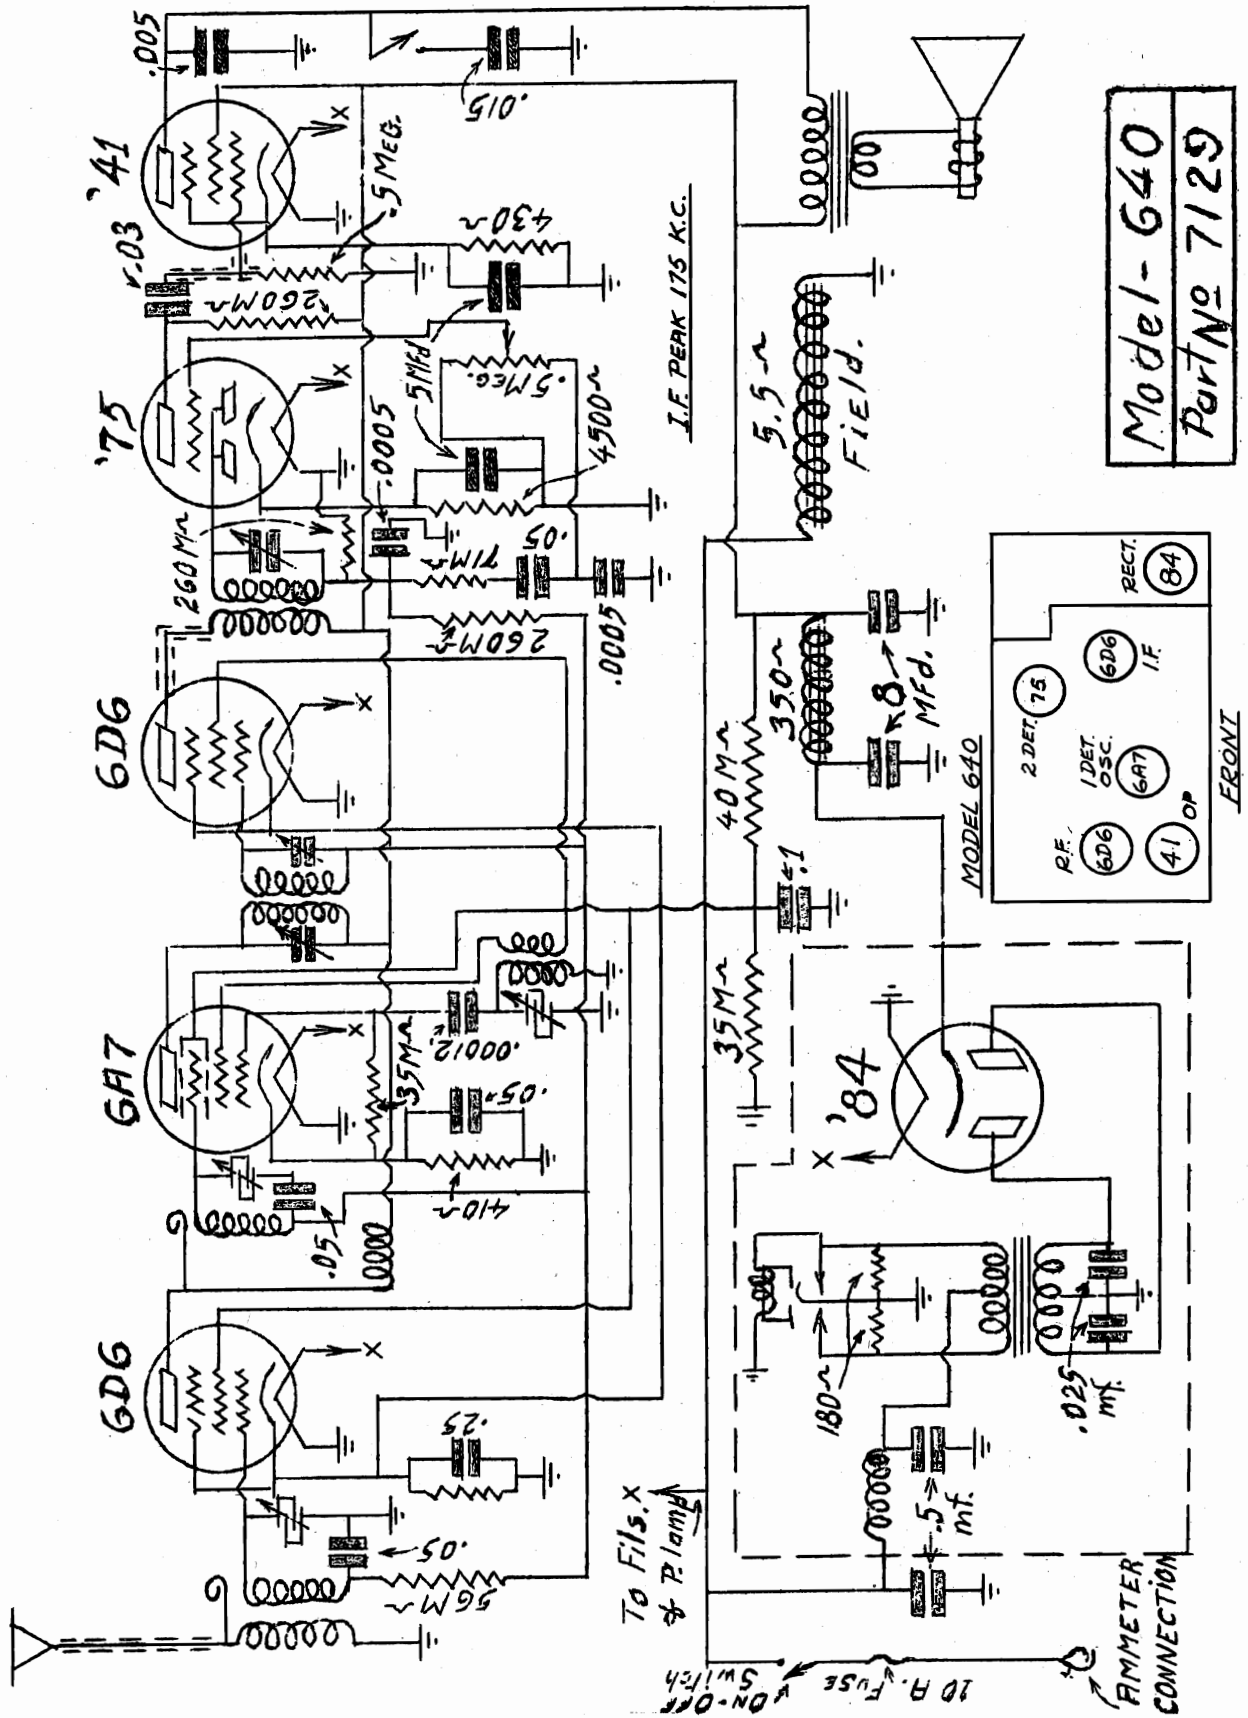 6D6
6A7
6D6
'75
'41
.03
.005
.015
.5 MEG.
260M~
260M~
430~
5 Mfd
.5 MEG.
4500~
.0005
71M~
.05
.0005
260M~
I.F. PEAK 175 K.C.
56M~
.05
.25
.05
410~
35M~
.05
.00012
X
X
X
X
X
To Fils. X
& P. lamp
ON-OFF
Switch
10 A. FUSE
AMMETER
CONNECTION
.5
mf.
180~
.025
mf.
X
'84
35M~
40M~
.1
350~
8
MFd.
5.5~
FiElD.
MODEL 640
R.F.
6D6
41
OP
1 DET.
OSC.
6A7
2 DET.
75
6D6
I.F.
RECT.
84
FRONT
Model-640
Part No 7129